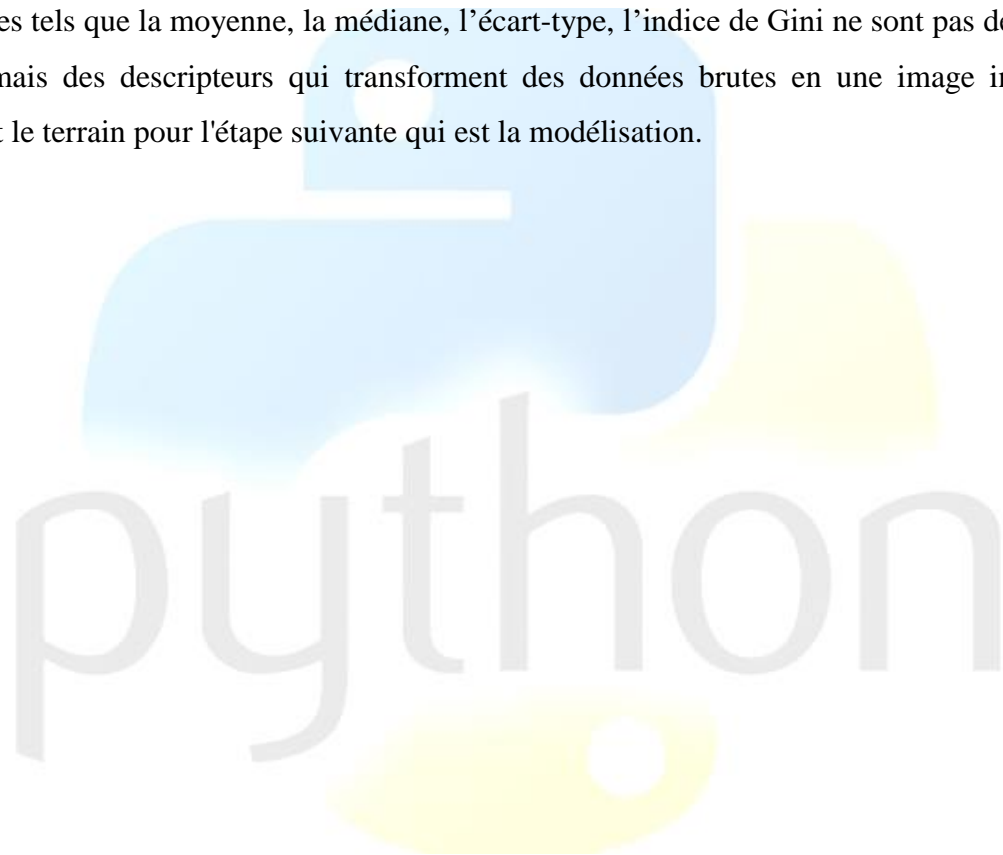 es tels que la moyenne, la médiane, l’écart-type, l’indice de Gini ne sont pas de
mais des descripteurs qui transforment des données brutes en une image in
t le terrain pour l'étape suivante qui est la modélisation.
python